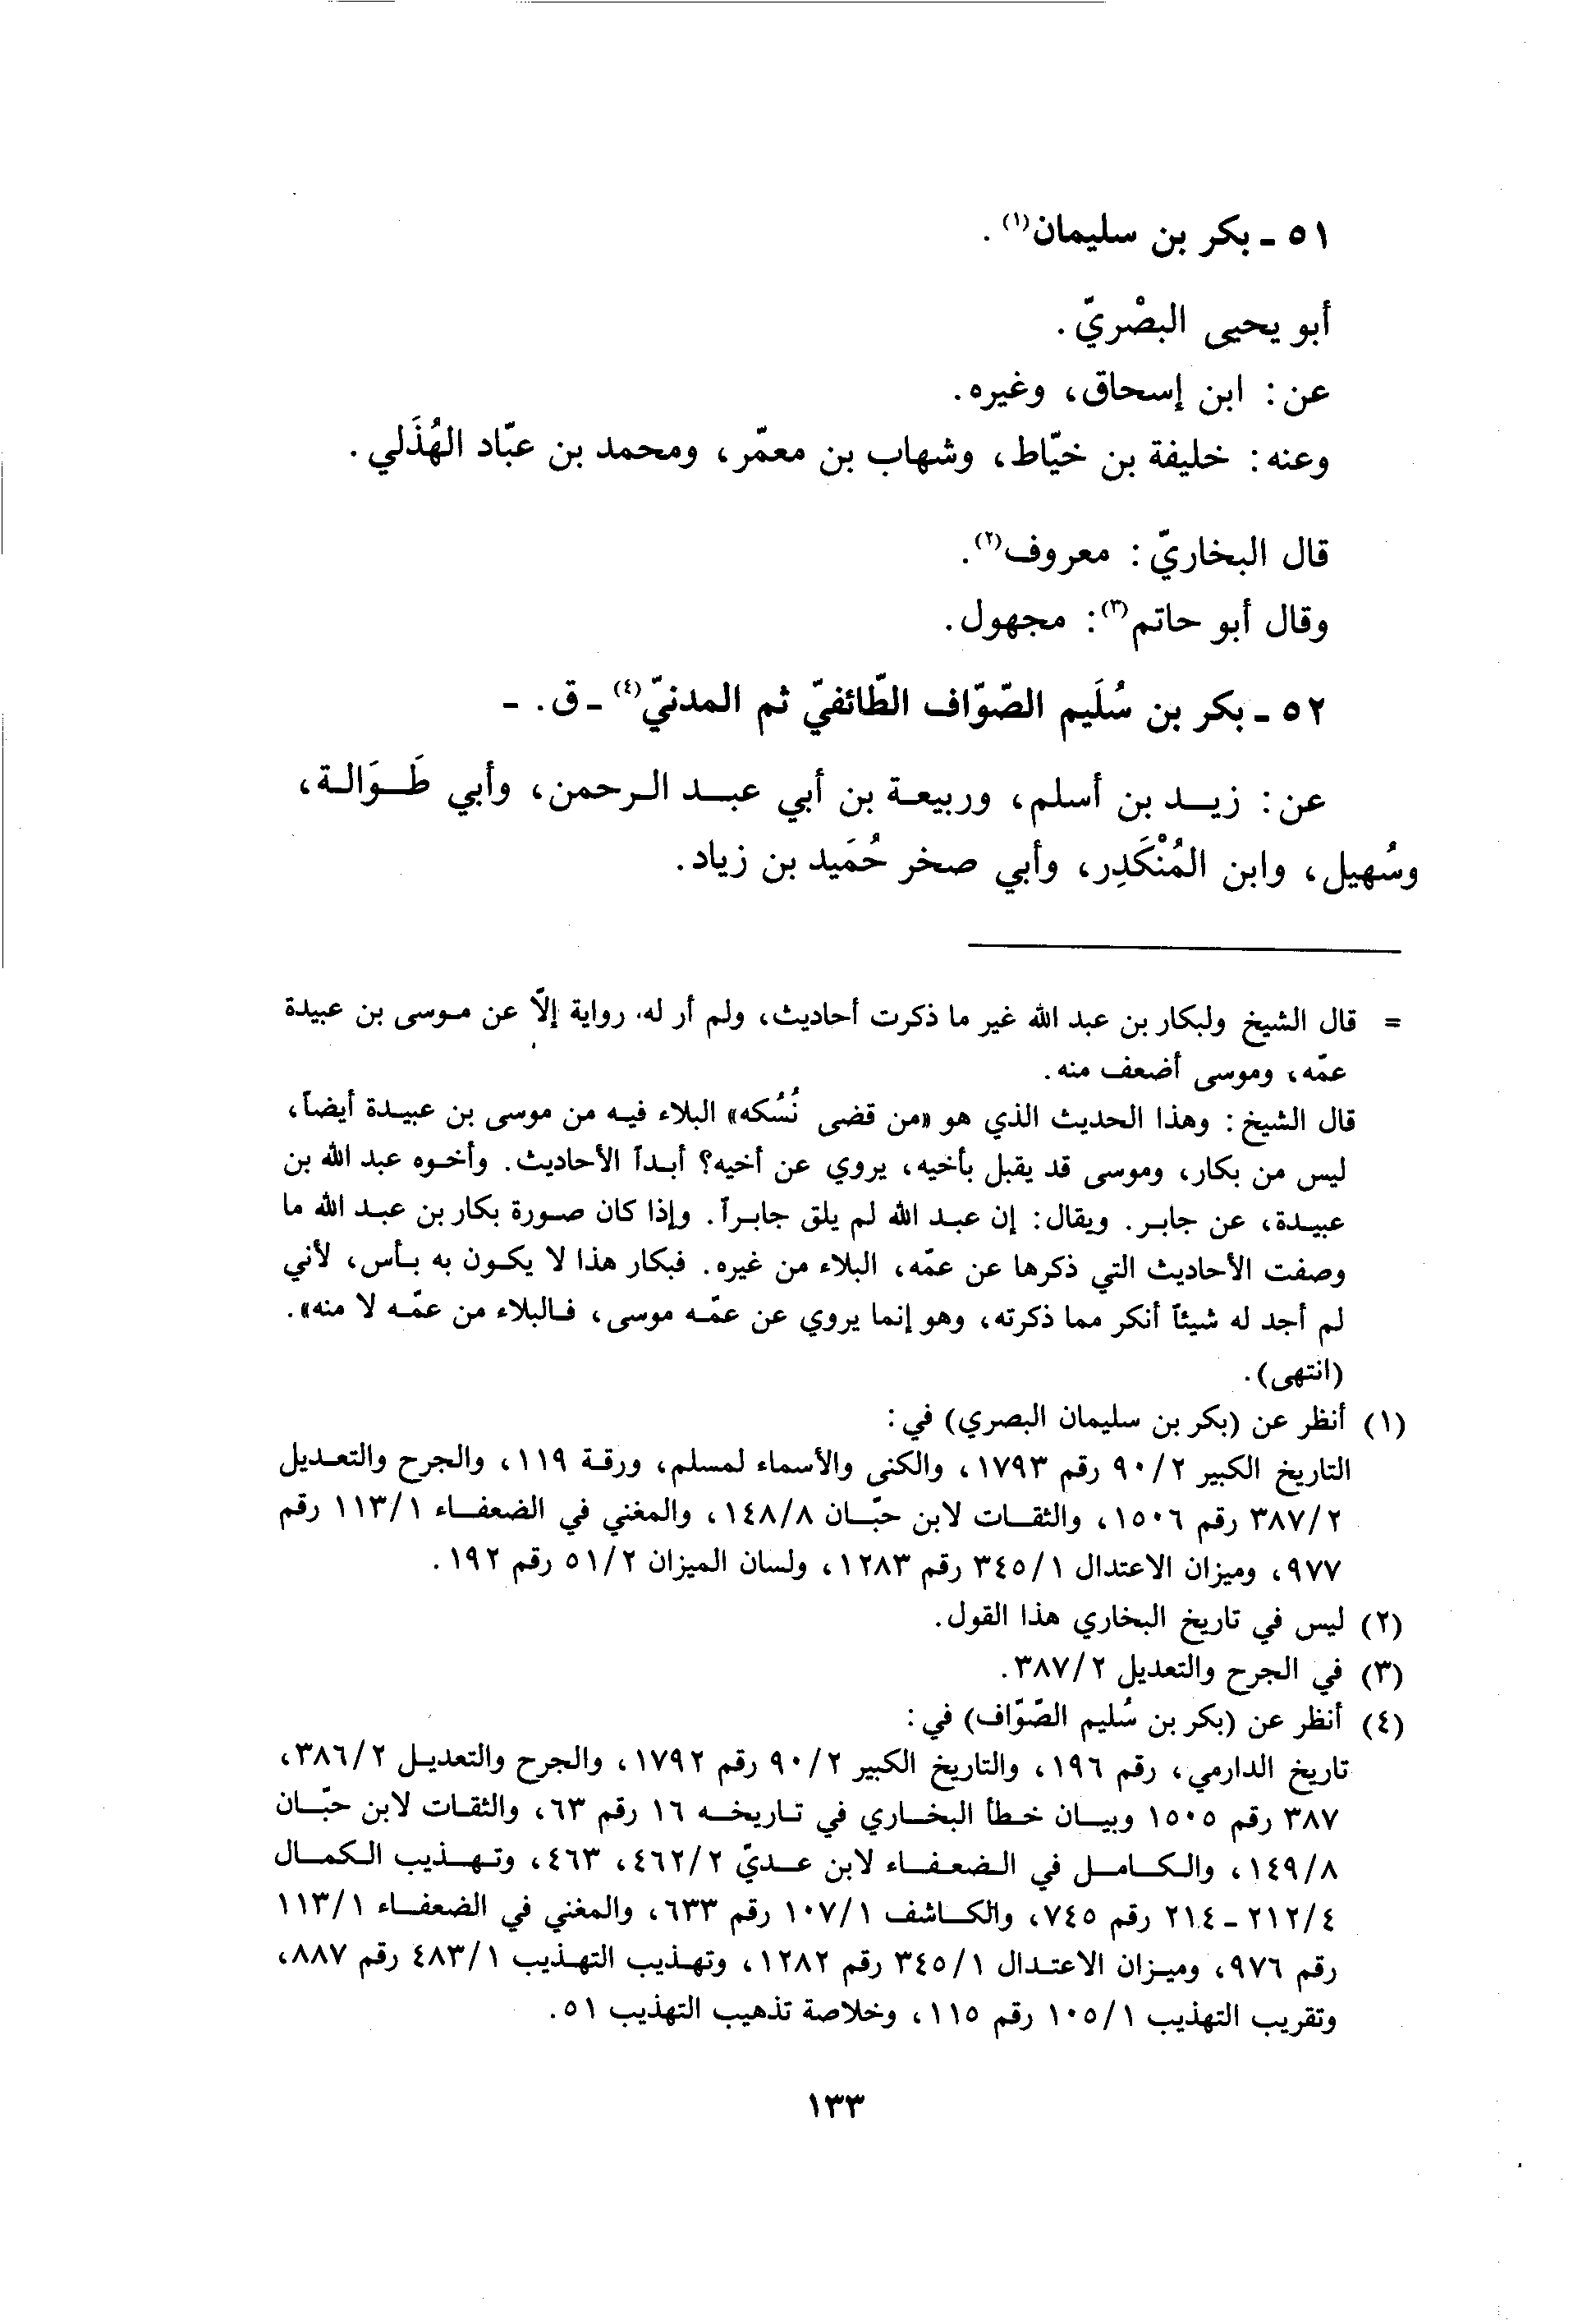 ٥١ ـ بكر بن سليمان(١) .
أبو يحيى البصْريّ.
عن: ابن إسحاق، وغيره.
وعنه: خليفة بن خيّاط، وشهاب بن معمّر، ومحمد بن عبّاد الهُذَلي.
قال البخاريّ: معروف(٢).
وقال أبو حاتم(٣): مجهول.
٥٢ ـ بكر بن سُلَيم الصّوّاف الطّائفيّ ثم المدنيّ(٤) ـ ق. ـ
عن: زيد بن أسلم، وربيعة بن أبي عبد الرحمن، وأبي طَوَالة،
وسُهيل، وابن المُنْكَدِر، وأبي صخر حُمَيد بن زياد.
= قال الشيخ ولبكار بن عبد الله غير ما ذكرت أحاديث، ولم أر له رواية إلاّ عن موسى بن عبيدة
عمّه، وموسى أضعف منه.
قال الشيخ: وهذا الحديث الذي هو «من قضى نُسُكه» البلاء فيه من موسى بن عبيدة أيضاً،
ليس من بكار، وموسى قد يقبل بأخيه، يروي عن أخيه؟ أبداً الأحاديث. وأخوه عبد الله بن
عبيدة، عن جابر. ويقال: إن عبد الله لم يلق جابراً. وإذا كان صورة بكار بن عبد الله ما
وصفت الأحاديث التي ذكرها عن عمّه، البلاء من غيره. فبكار هذا لا يكون به بأس، لأني
لم أجد له شيئاً أنكر مما ذكرته، وهو إنما يروي عن عمّه موسى، فالبلاء من عمّه لا منه».
(انتهى).
(١) أنظر عن (بكر بن سليمان البصري) في:
التاريخ الكبير ٢/ ٩٠ رقم ١٧٩٣، والكنى والأسماء لمسلم، ورقة ١١٩، والجرح والتعديل
٢/ ٣٨٧ رقم ١٥٠٦، والثقات لابن حبّان ٨/ ١٤٨، والمغني في الضعفاء ١/ ١١٣ رقم
٩٧٧، وميزان الاعتدال ١/ ٣٤٥ رقم ١٢٨٣، ولسان الميزان ٢/ ٥١ رقم ١٩٢.
(٢) ليس في تاريخ البخاري هذا القول.
(٣) في الجرح والتعديل ٢/ ٣٨٧.
(٤) أنظر عن (بكر بن سُليم الصّوّاف) في:
تاريخ الدارمي، رقم ١٩٦، والتاريخ الكبير ٢/ ٩٠ رقم ١٧٩٢، والجرح والتعديل ٢/ ٣٨٦،
٣٨٧ رقم ١٥٠٥ وبيان خطأ البخاري في تاريخه ١٦ رقم ٦٣، والثقات لابن حبّان
٨/ ١٤٩، والكامل في الضعفاء لابن عديّ ٢/ ٤٦٢، ٤٦٣، وتهذيب الكمال
٤/ ٢١٢ ـ ٢١٤ رقم ٧٤٥، والكاشف ١/ ١٠٧ رقم ٦٣٣، والمغني في الضعفاء ١/ ١١٣
رقم ٩٧٦، وميزان الاعتدال ١/ ٣٤٥ رقم ١٢٨٢، وتهذيب التهذيب ١/ ٤٨٣ رقم ٨٨٧،
وتقريب التهذيب ١/ ١٠٥ رقم ١١٥، وخلاصة تذهيب التهذيب ٥١.
١٣٣